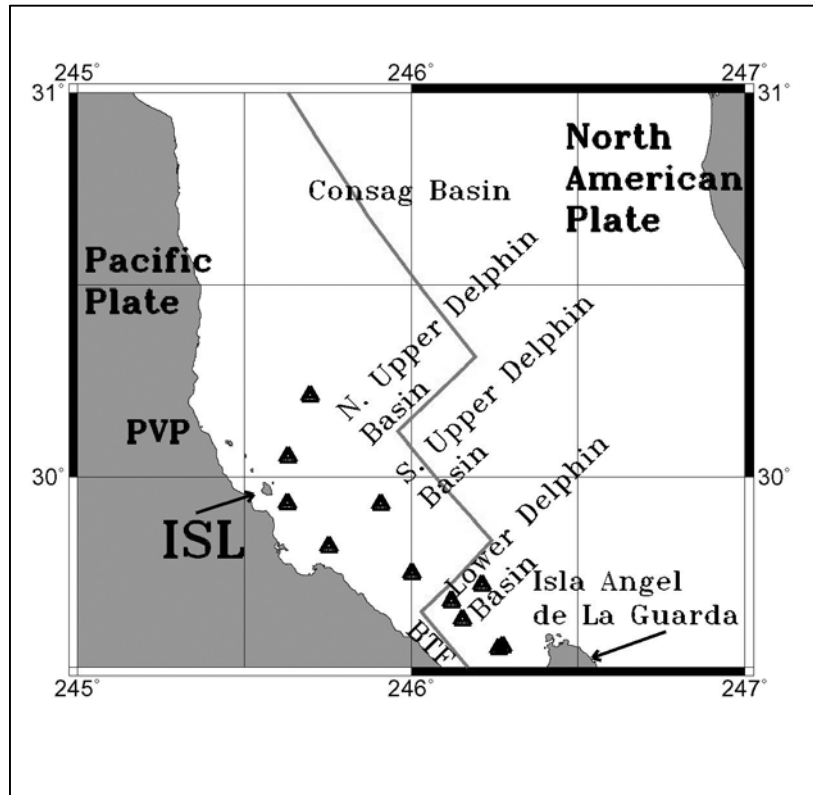 245° 246° 247°
31° 31°
North
American
Plate
Consag Basin
Pacific
Plate
N. Upper Delphin
Basin
S. Upper Delphin
Basin
PVP
30° 30°
ISL
Lower Delphin
Basin
Isla Angel
de La Guarda
BTF
245° 246° 247°